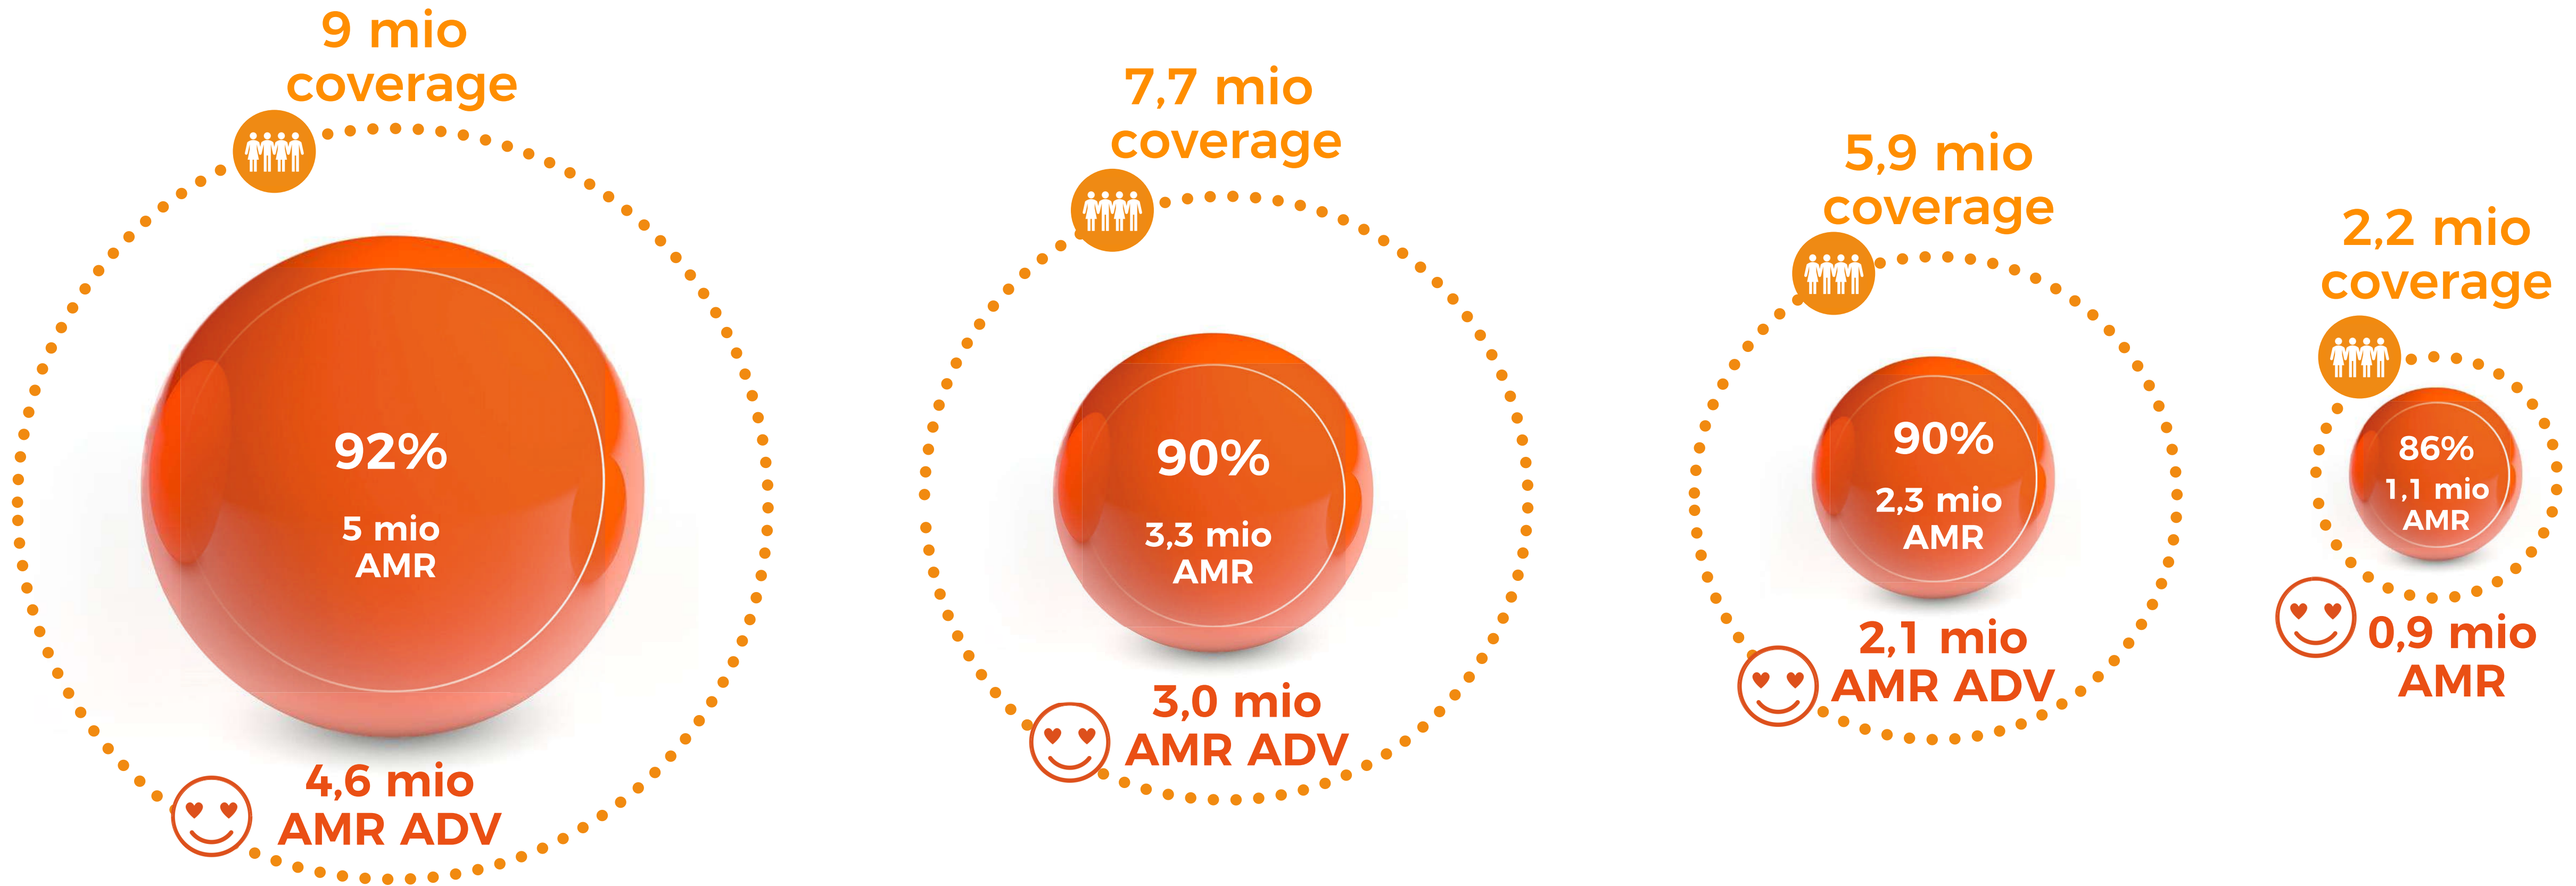 9 mio
coverage
92%
5 mio
AMR
4,6 mio
AMR ADV
7,7 mio
coverage
90%
3,3 mio
AMR
3,0 mio
AMR ADV
5,9 mio
coverage
90%
2,3 mio
AMR
2,1 mio
AMR ADV
2,2 mio
coverage
86%
1,1 mio
AMR
0,9 mio
AMR